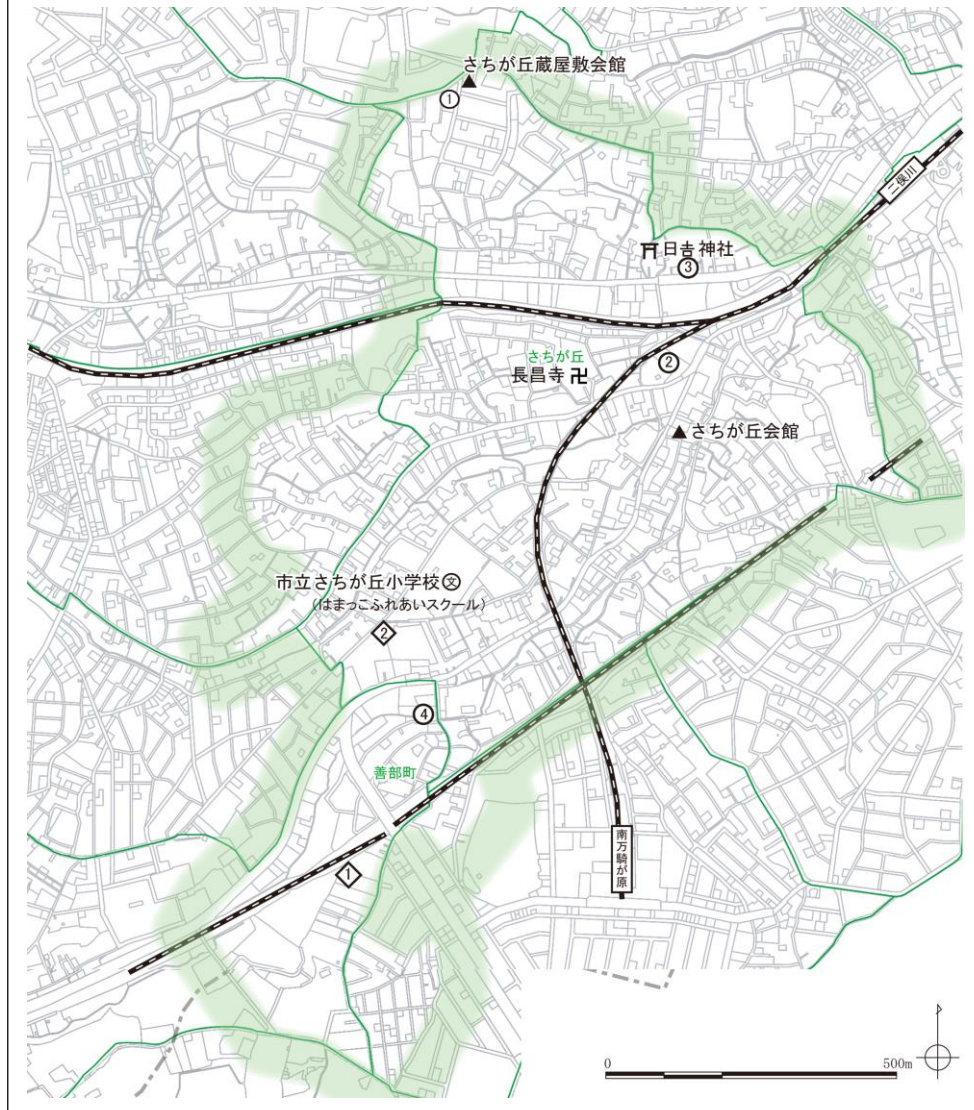 さちが丘蔵屋敷会館
①
二俣川
日吉神社
③
さちが丘
長昌寺
②
さちが丘会館
市立さちが丘小学校 文
(はまっこふれあいスクール)
2
④
善部町
1
南万騎が原
0
500m